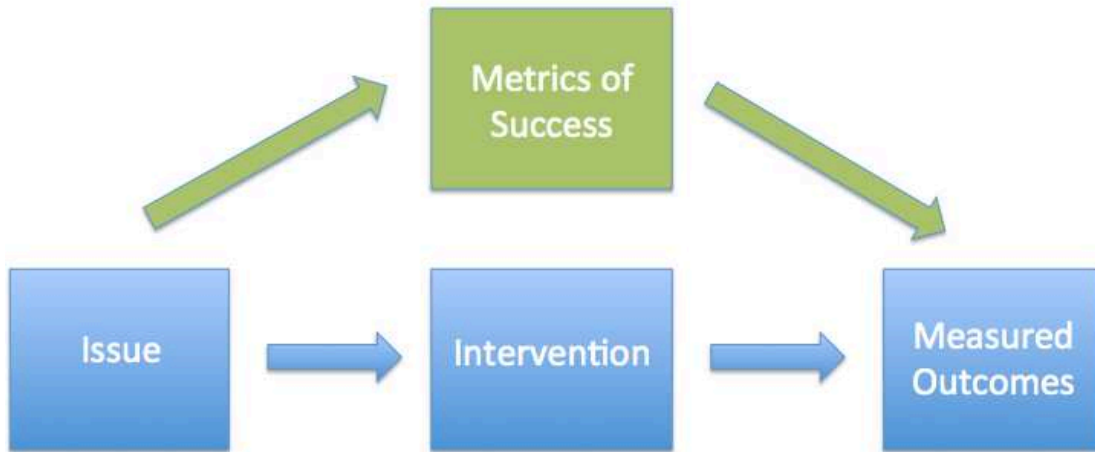 Metrics of
Success
Issue
Intervention
Measured
Outcomes